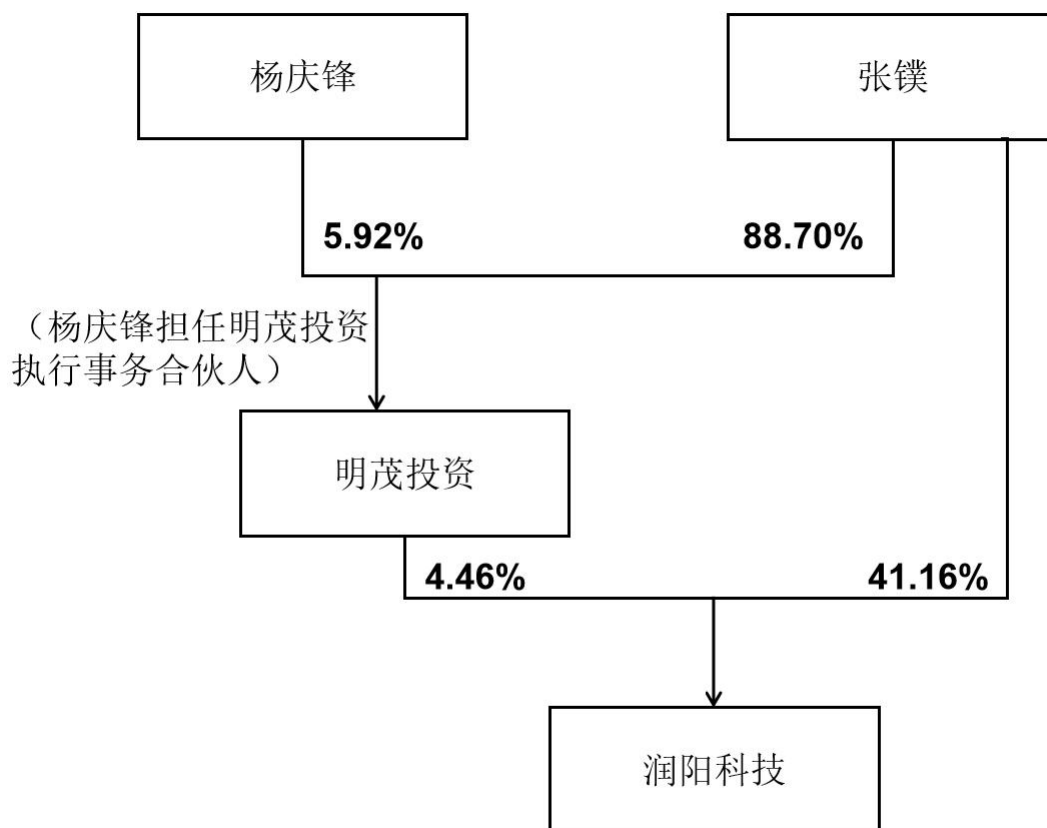 杨庆锋
张镤
5.92%
88.70%
（杨庆锋担任明茂投资
执行事务合伙人）
明茂投资
4.46%
41.16%
润阳科技